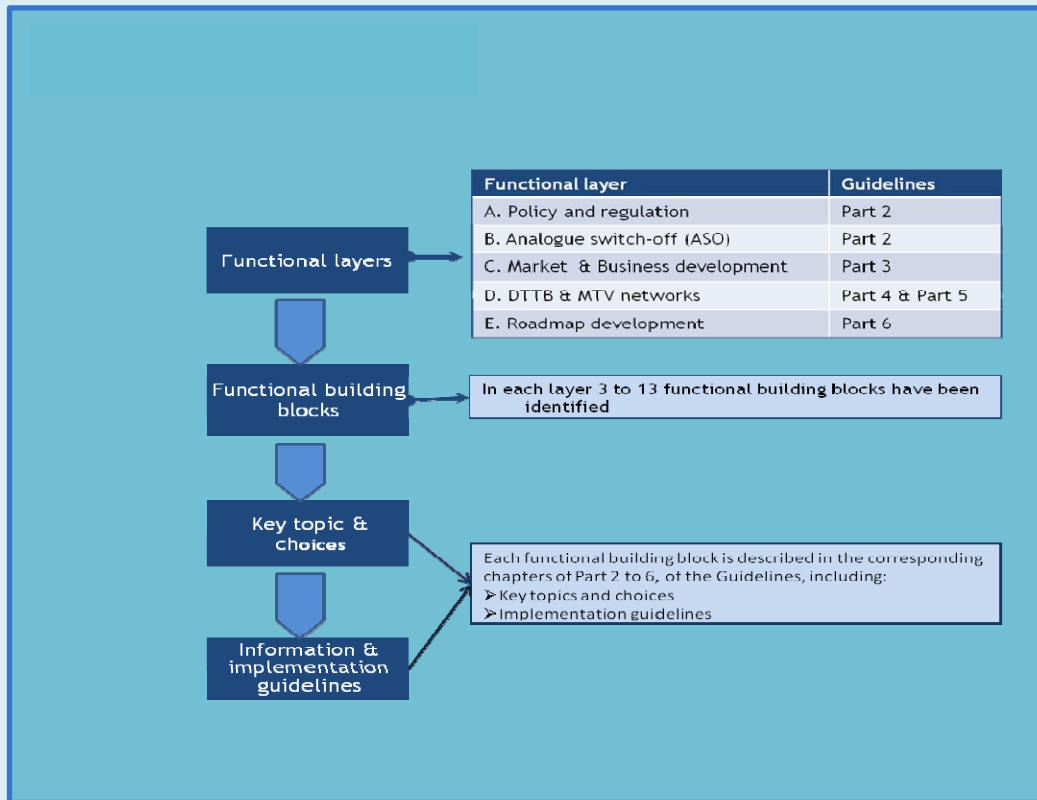 Functional layer Guidelines
A. Policy and regulation Part 2
B. Analogue switch-off (ASO) Part 2
C. Market & Business development Part 3
D. DTTB & MTV networks Part 4 & Part 5
E. Roadmap development Part 6
Functional layers
Functional building
blocks
In each layer 3 to 13 functional building blocks have been
identified
Key topic &
Choices
Each functional building block is described in the corresponding
chapters of Part 2 to 6, of the Guidelines, including:
➢Key topics and choices
➢Implementation guidelines
Information &
implementation
guidelines